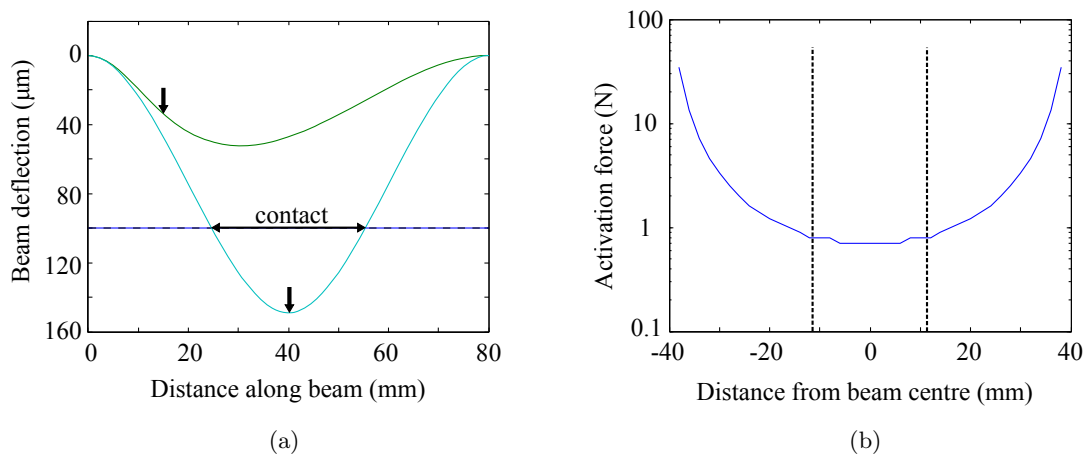 0
40
80
120
160
Beam deflection (μm)
contact
0
20
40
60
80
Distance along beam (mm)
(a)
100
10
1
0.1
Activation force (N)
-40
-20
0
20
40
Distance from beam centre (mm)
(b)